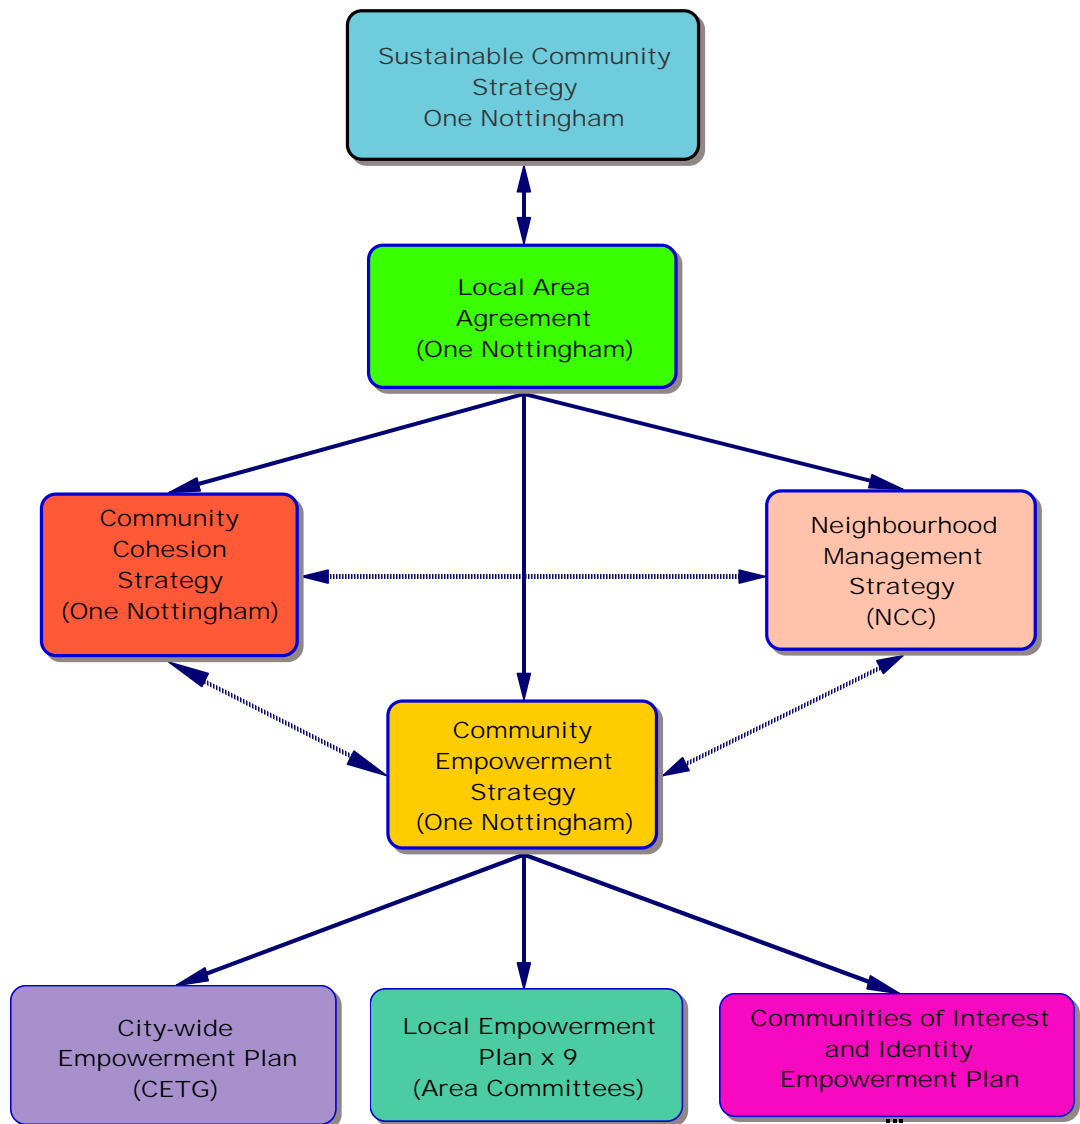 Sustainable Community
Strategy
One Nottingham
Local Area
Agreement
(One Nottingham)
Community
Cohesion
Strategy
(One Nottingham)
Neighbourhood
Management
Strategy
(NCC)
Community
Empowerment
Strategy
(One Nottingham)
City-wide
Empowerment Plan
(CETG)
Local Empowerment
Plan x 9
(Area Committees)
Communities of Interest
and Identity
Empowerment Plan